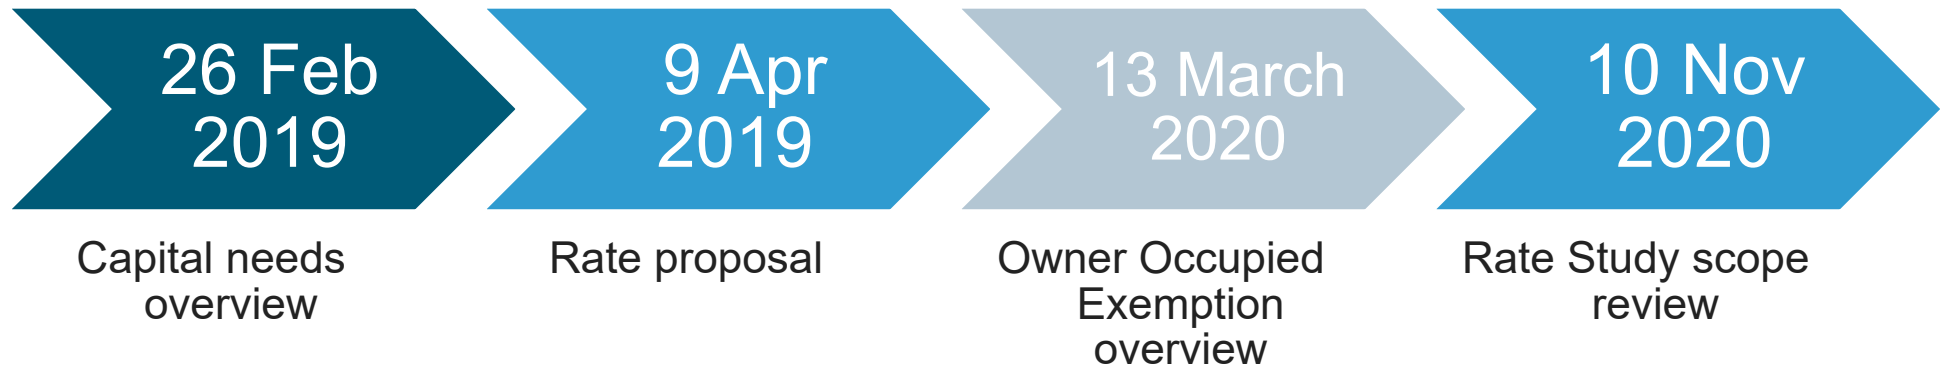 26 Feb
2019
Capital needs
overview
9 Apr
2019
Rate proposal
13 March
2020
Owner Occupied
Exemption
overview
10 Nov
2020
Rate Study scope
review